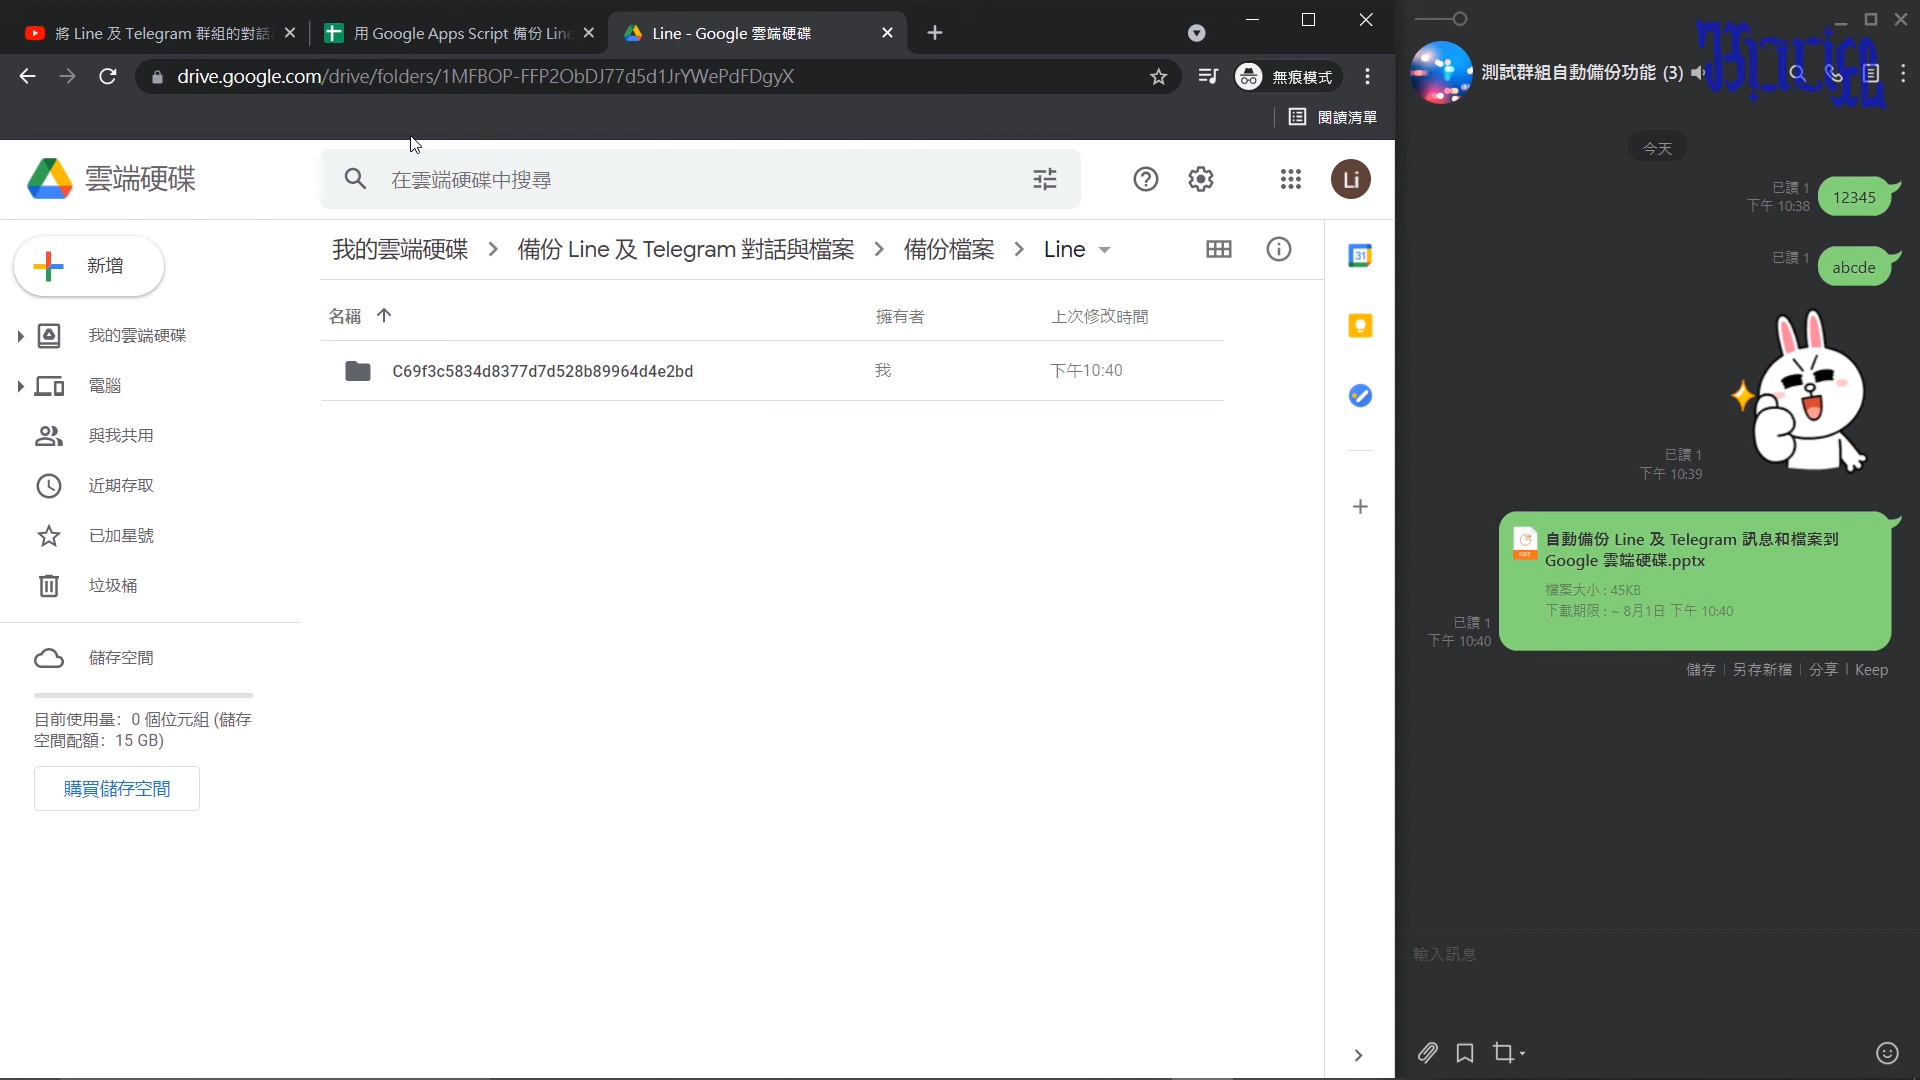 將 Line 及 Telegram 群組的對話
用 Google Apps Script 備份 Line
Line - Google 雲端硬碟
drive.google.com/drive/folders/1MFBOP-FFP2ObDJ77d5d1JrYWePdFDgyX
無痕模式
閱讀清單
雲端硬碟
在雲端硬碟中搜尋
Li
新增
我的雲端硬碟
電腦
與我共用
近期存取
已加星號
垃圾桶
儲存空間
目前使用量：0 個位元組 (儲存
空間配額：15 GB)
購買儲存空間
我的雲端硬碟 > 備份 Line 及 Telegram 對話與檔案 > 備份檔案 > Line
名稱 擁有者 上次修改時間
C69f3c5834d8377d7d528b89964d4e2bd 我 下午10:40
31
測試群組自動備份功能 (3)
今天
已讀 1
下午 10:38
12345
已讀 1
abcde
已讀 1
下午 10:39
PPT
自動備份 Line 及 Telegram 訊息和檔案到
Google 雲端硬碟.pptx
檔案大小 : 45KB
下載期限 : ~ 8月1日 下午 10:40
已讀 1
下午 10:40
儲存 | 另存新檔 | 分享 | Keep
輸入訊息